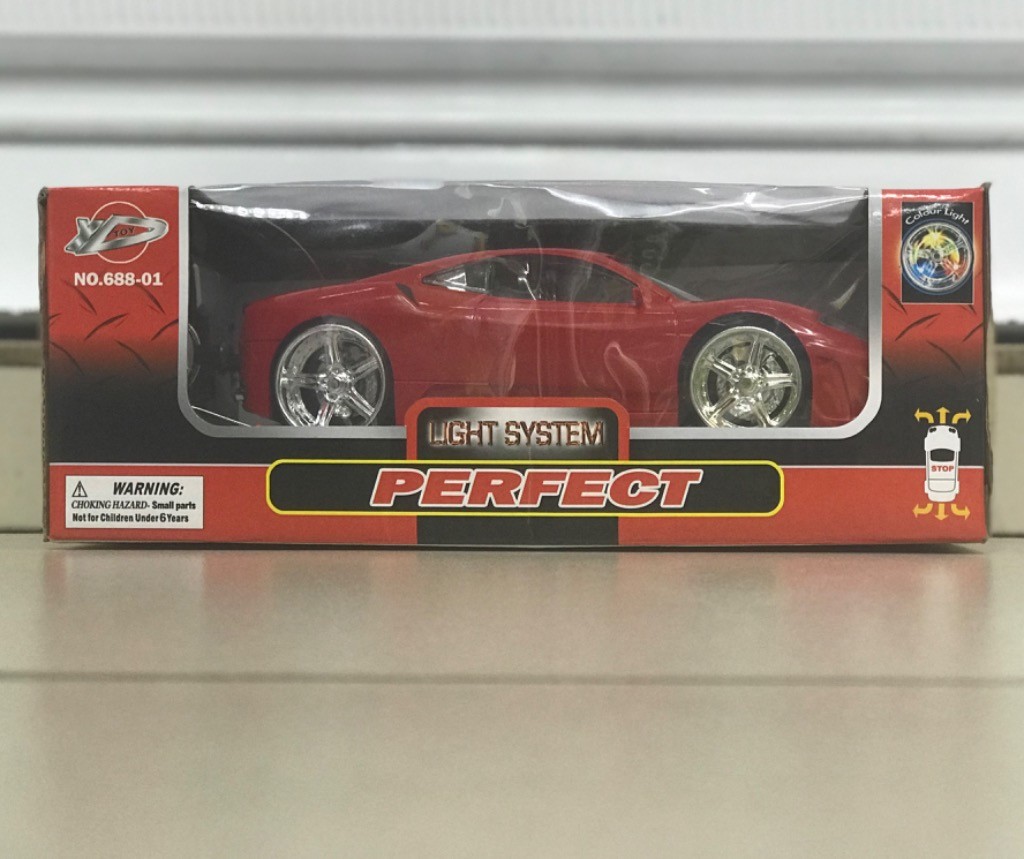 YD
TOY
NO.688-01
Colour Light
LIGHT SYSTEM
PERFECT
STOP
WARNING:
CHOKING HAZARD- Small parts
Not for Children Under 6 Years